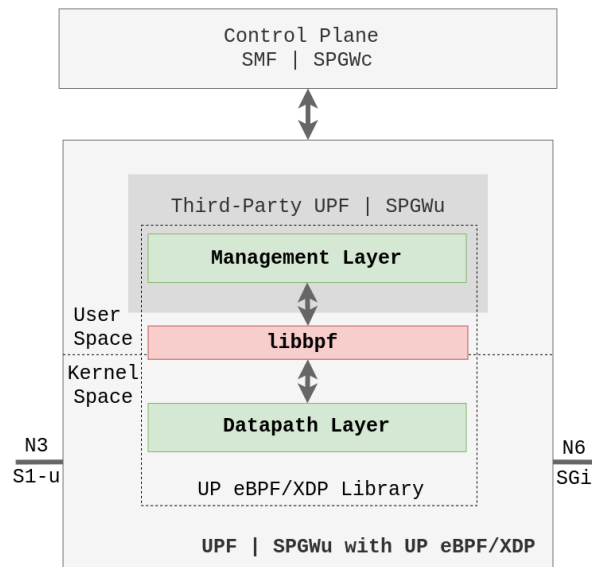 Control Plane
SMF | SPGWc
Third-Party UPF | SPGWu
Management Layer
User
Space
libbpf
Kernel
Space
Datapath Layer
N3
S1-u
N6
SGi
UP eBPF/XDP Library
UPF | SPGWu with UP eBPF/XDP